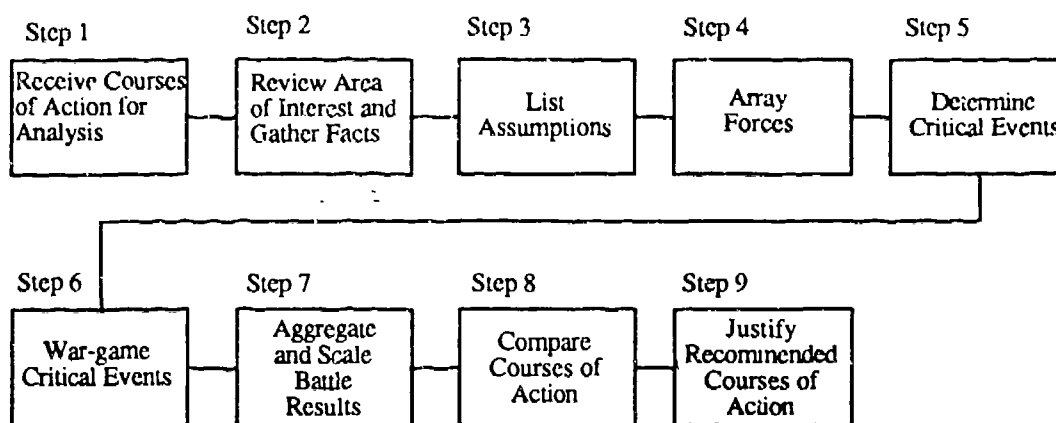 Step 1
Step 2
Step 3
Step 4
Step 5
Receive Courses
of Action for
Analysis
Review Area
of Interest and
Gather Facts
List
Assumptions
Array
Forces
Determine
Critical Events
Step 6
Step 7
Step 8
Step 9
War-game
Critical Events
Aggregate
and Scale
Battle
Results
Compare
Courses of
Action
Justify
Recommended
Courses of
Action